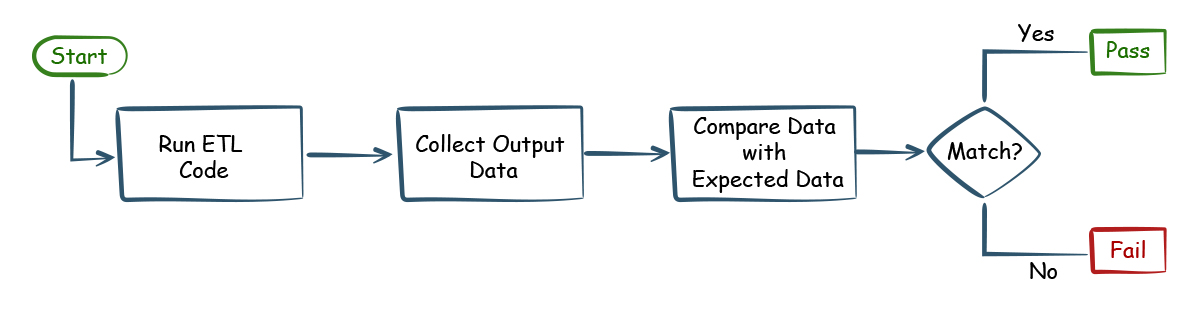 Start
Run ETL
Code
Collect Output
Data
Compare Data
with
Expected Data
Match?
Yes
Pass
No
Fail